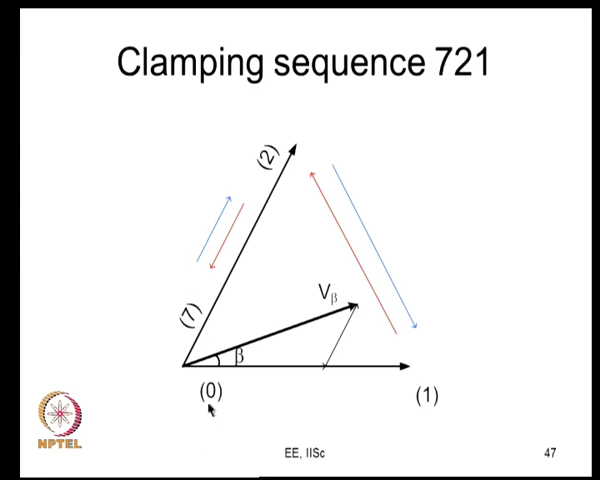 Clamping sequence 721
(2)
(7)
Vβ
β
(0)
(1)
NPTEL
EE, IISc
47